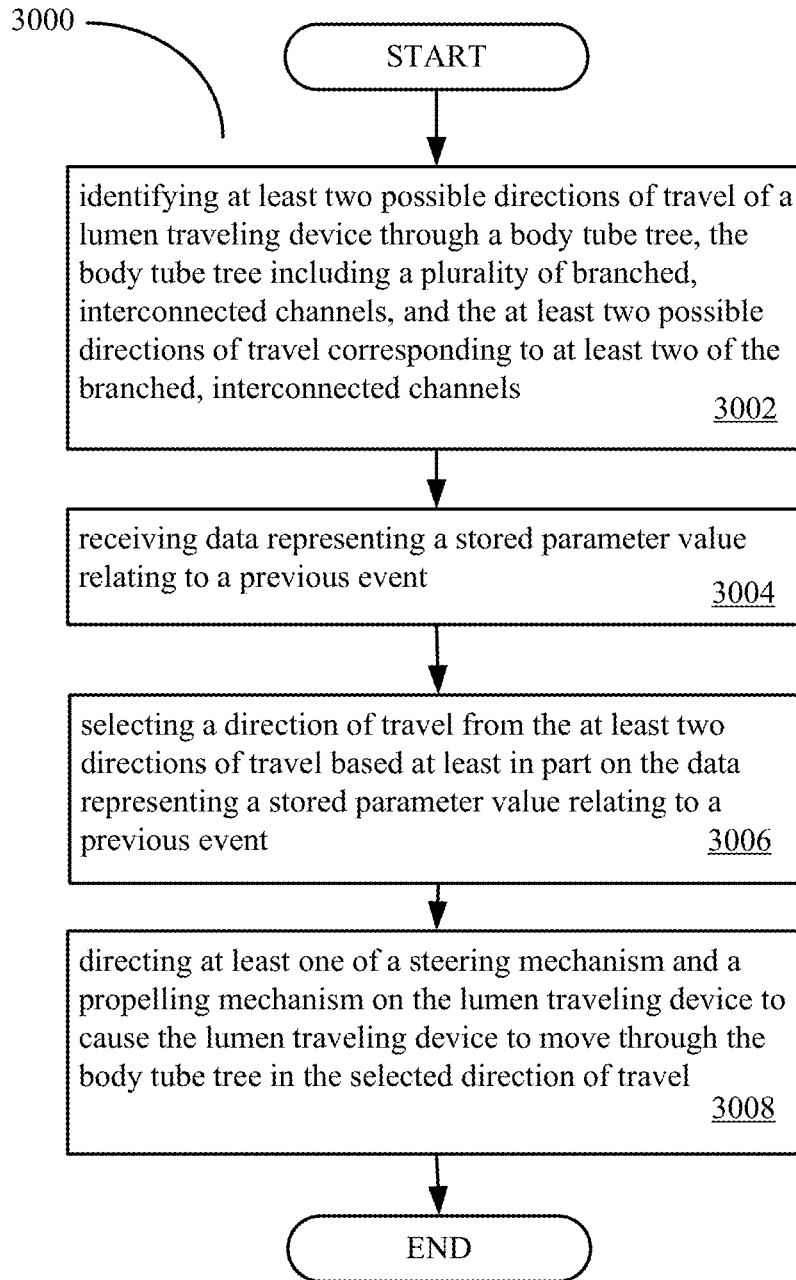 3000
START
identifying at least two possible directions of travel of a
lumen traveling device through a body tube tree, the
body tube tree including a plurality of branched,
interconnected channels, and the at least two possible
directions of travel corresponding to at least two of the
branched, interconnected channels
3002
receiving data representing a stored parameter value
relating to a previous event
3004
selecting a direction of travel from the at least two
directions of travel based at least in part on the data
representing a stored parameter value relating to a
previous event
3006
directing at least one of a steering mechanism and a
propelling mechanism on the lumen traveling device to
cause the lumen traveling device to move through the
body tube tree in the selected direction of travel
3008
END